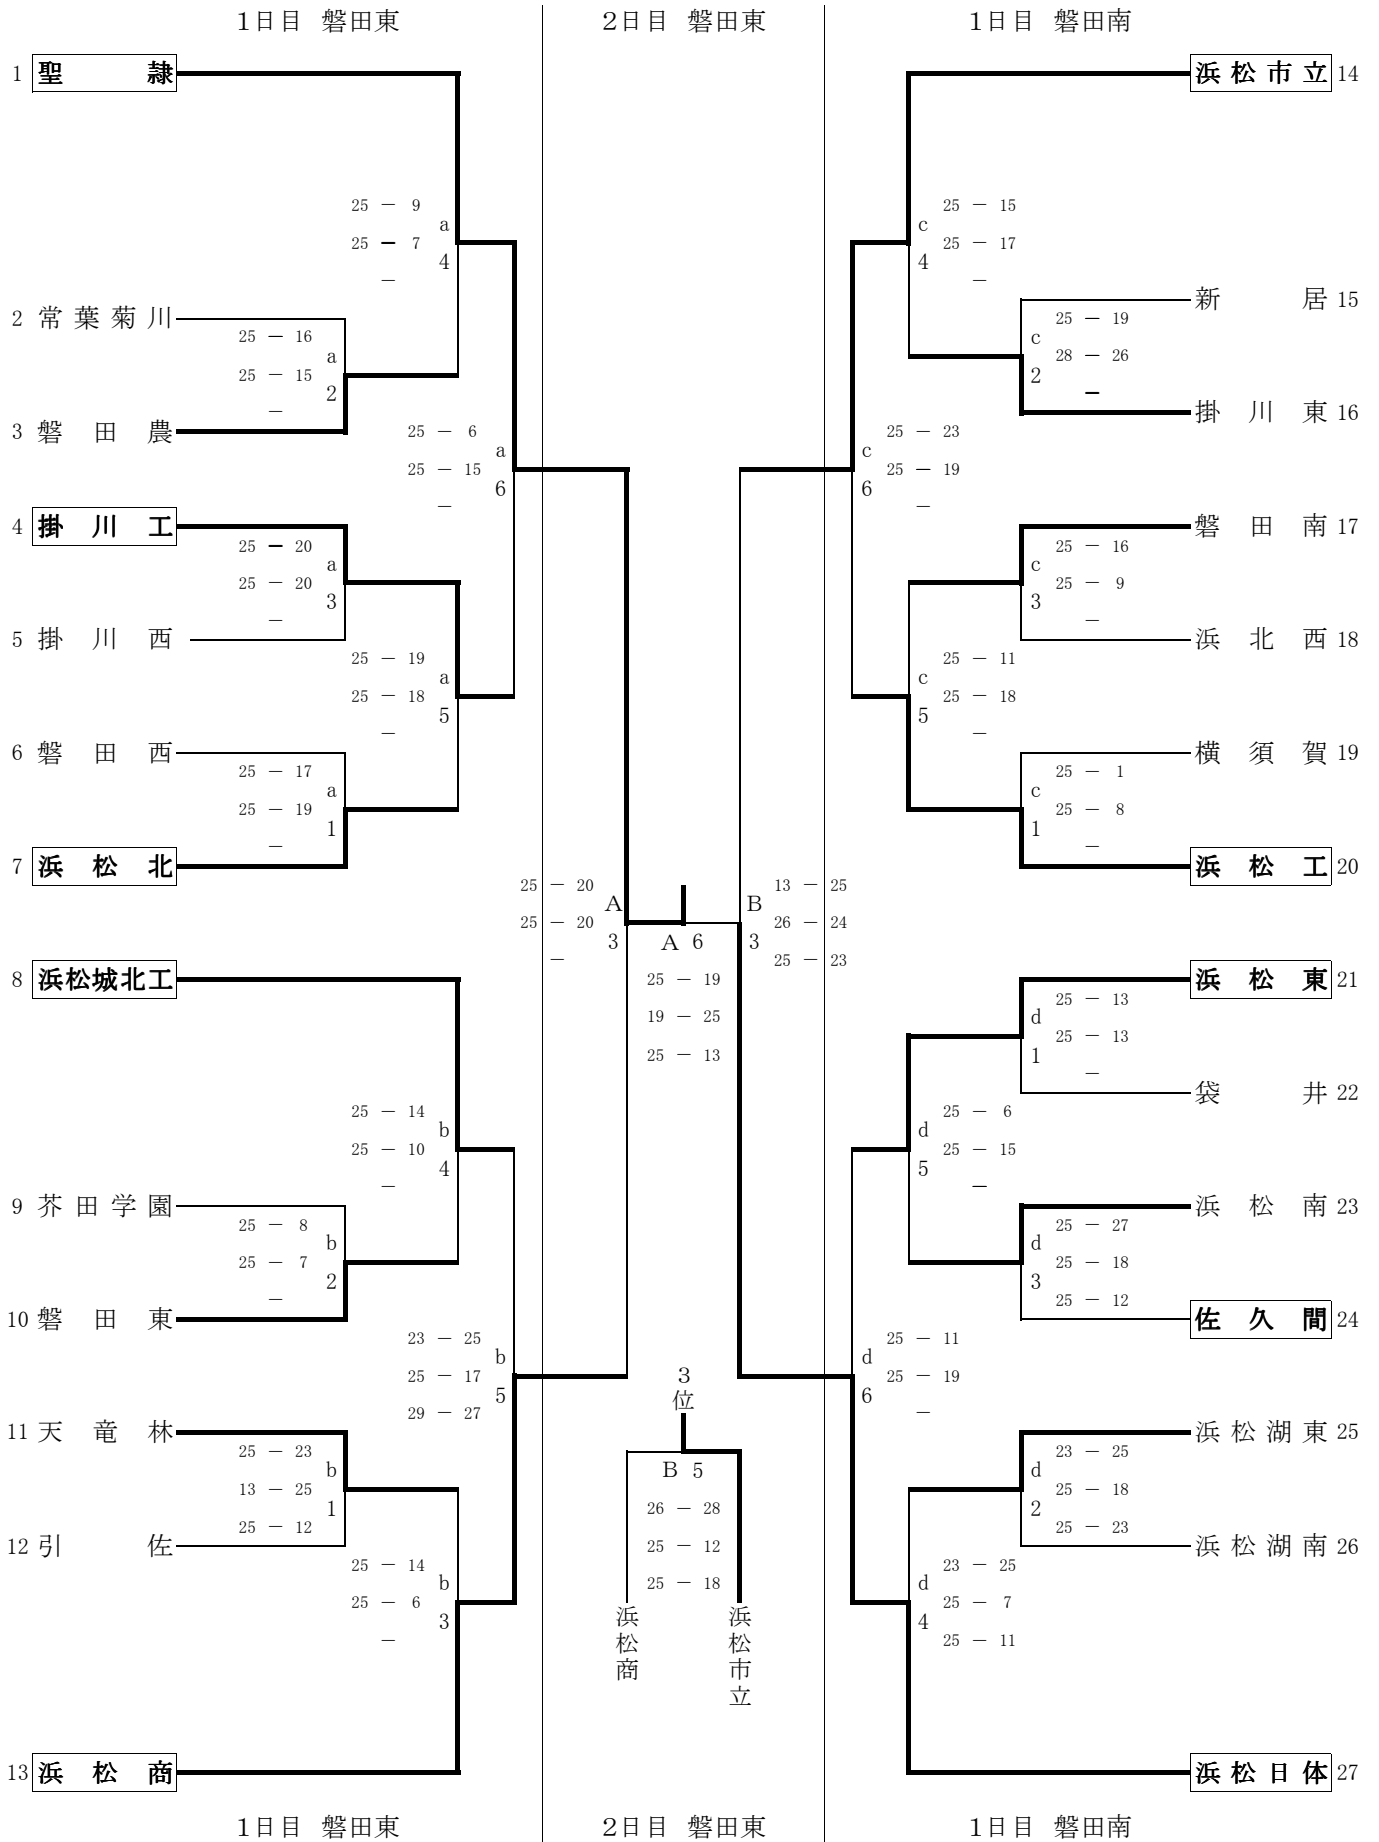 1日目 磐田東
2日目 磐田東
1日目 磐田南
1 聖隷
2 常葉菊川
3 磐田農
4 掛川工
5 掛川西
6 磐田西
7 浜松北
8 浜松城北工
9 芥田学園
10 磐田東
11 天竜林
12 引佐
13 浜松商
25 － 9
25 － 7
－
a
4
25 － 16
25 － 15
－
a
2
25 － 6
25 － 15
－
a
6
25 － 20
25 － 20
－
a
3
25 － 19
25 － 18
－
a
5
25 － 17
25 － 19
－
a
1
25 － 14
25 － 10
－
b
4
25 － 8
25 － 7
－
b
2
23 － 25
25 － 17
29 － 27
b
5
25 － 23
13 － 25
25 － 12
b
1
25 － 14
25 － 6
－
b
3
25 － 20
25 － 20
－
A
3
A 6
25 － 19
19 － 25
25 － 13
B
3
13 － 25
26 － 24
25 － 23
3位
B 5
26 － 28
25 － 12
25 － 18
浜松商
浜松市立
浜松市立 14
新居 15
掛川東 16
磐田南 17
浜北西 18
横須賀 19
浜松工 20
浜松東 21
袋井 22
浜松南 23
佐久間 24
浜松湖東 25
浜松湖南 26
浜松日体 27
c
4
25 － 15
25 － 17
－
c
2
25 － 19
28 － 26
－
c
6
25 － 23
25 － 19
－
c
3
25 － 16
25 － 9
－
c
5
25 － 11
25 － 18
－
c
1
25 － 1
25 － 8
－
d
1
25 － 13
25 － 13
－
d
5
25 － 6
25 － 15
－
d
3
25 － 27
25 － 18
25 － 12
d
6
25 － 11
25 － 19
－
d
2
23 － 25
25 － 18
25 － 23
d
4
23 － 25
25 － 7
25 － 11
1日目 磐田東
2日目 磐田東
1日目 磐田南